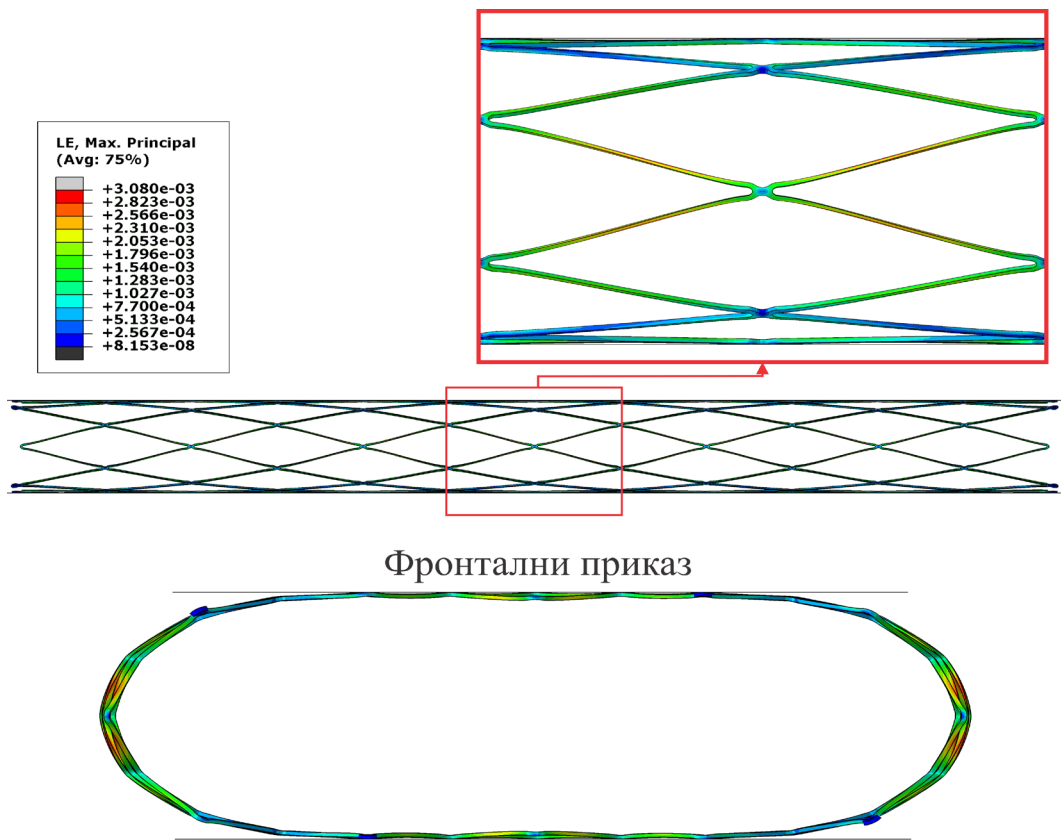 LE, Max. Principal
(Avg: 75%)
+3.080e-03
+2.823e-03
+2.566e-03
+2.310e-03
+2.053e-03
+1.796e-03
+1.540e-03
+1.283e-03
+1.027e-03
+7.700e-04
+5.133e-04
+2.567e-04
+8.153e-08
Фронтални приказ